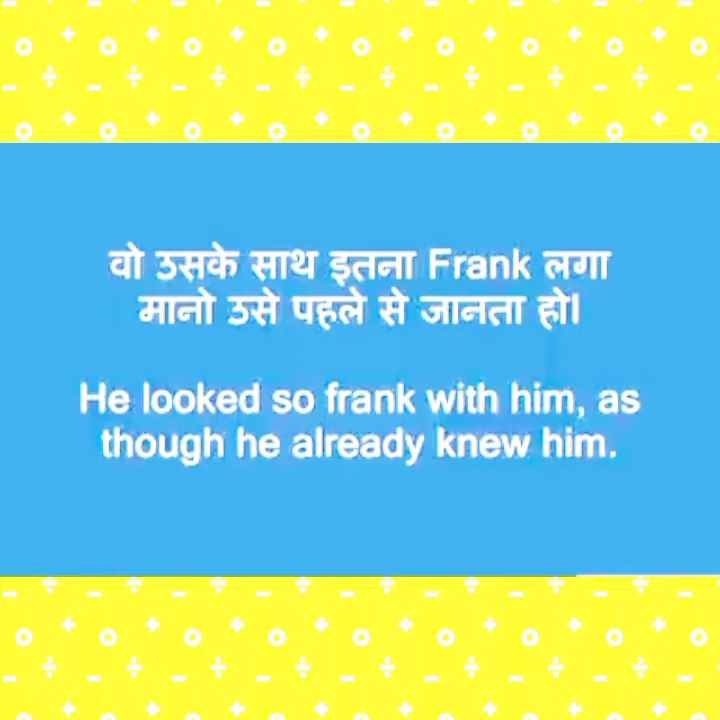 वो उसके साथ इतना Frank लगा
मानो उसे पहले से जानता हो।
He looked so frank with him, as
though he already knew him.